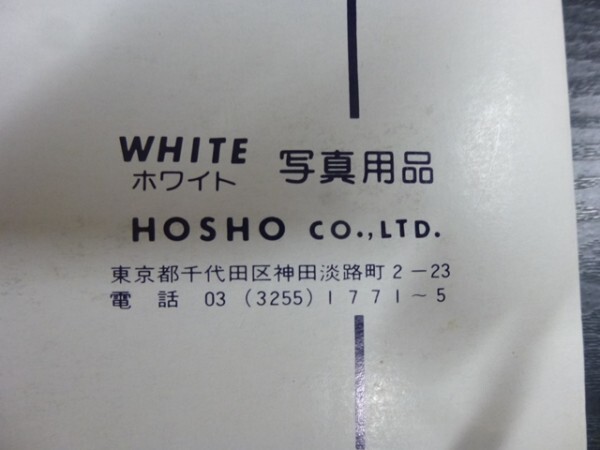 WHITE 写真用品
ホワイト
HOSHO CO.,LTD.
東京都千代田区神田淡路町2-23
電話 03 (3255) 1771~5